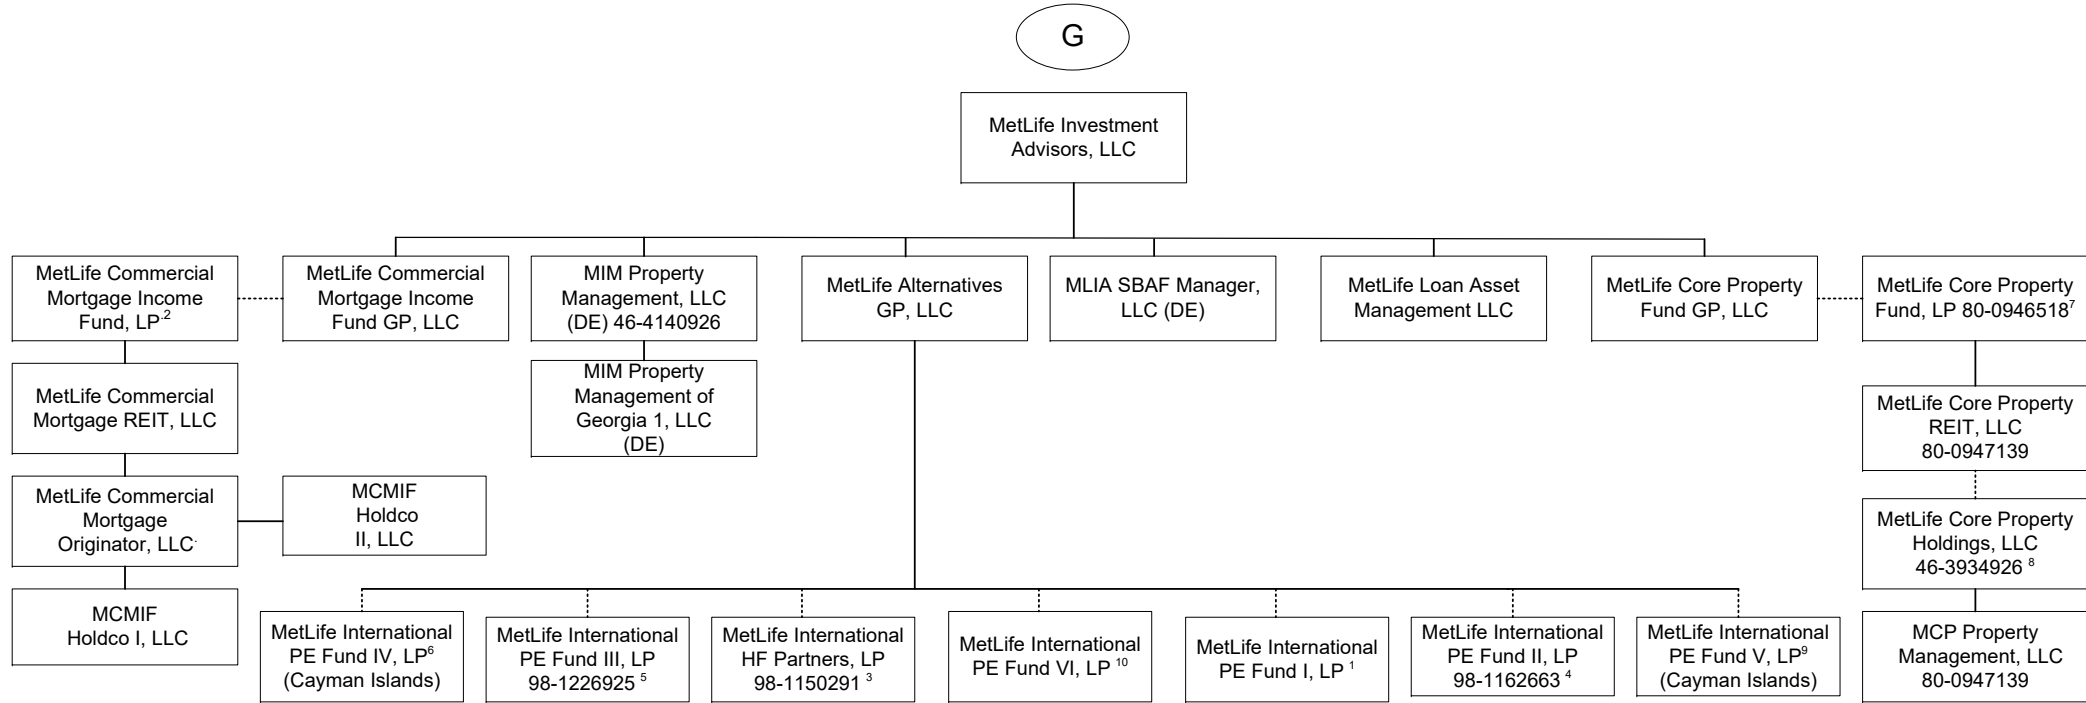 G
MetLife Investment
Advisors, LLC
MetLife Commercial
Mortgage Income
Fund, LP.2
MetLife Commercial
Mortgage Income
Fund GP, LLC
MIM Property
Management, LLC
(DE) 46-4140926
MetLife Alternatives
GP, LLC
MLIA SBAF Manager,
LLC (DE)
MetLife Loan Asset
Management LLC
MetLife Core Property
Fund GP, LLC
MetLife Core Property
Fund, LP 80-09465187
MetLife Commercial
Mortgage REIT, LLC
MIM Property
Management of
Georgia 1, LLC
(DE)
MetLife Core Property
REIT, LLC
80-0947139
MetLife Commercial
Mortgage
Originator, LLC.
MCMIF
Holdco
II, LLC
MetLife Core Property
Holdings, LLC
46-3934926 8
MCMIF
Holdco I, LLC
MetLife International
PE Fund IV, LP6
(Cayman Islands)
MetLife International
PE Fund III, LP
98-1226925 5
MetLife International
HF Partners, LP
98-1150291 3
MetLife International
PE Fund VI, LP 10
MetLife International
PE Fund I, LP 1
MetLife International
PE Fund II, LP
98-1162663 4
MetLife International
PE Fund V, LP9
(Cayman Islands)
MCP Property
Management, LLC
80-0947139